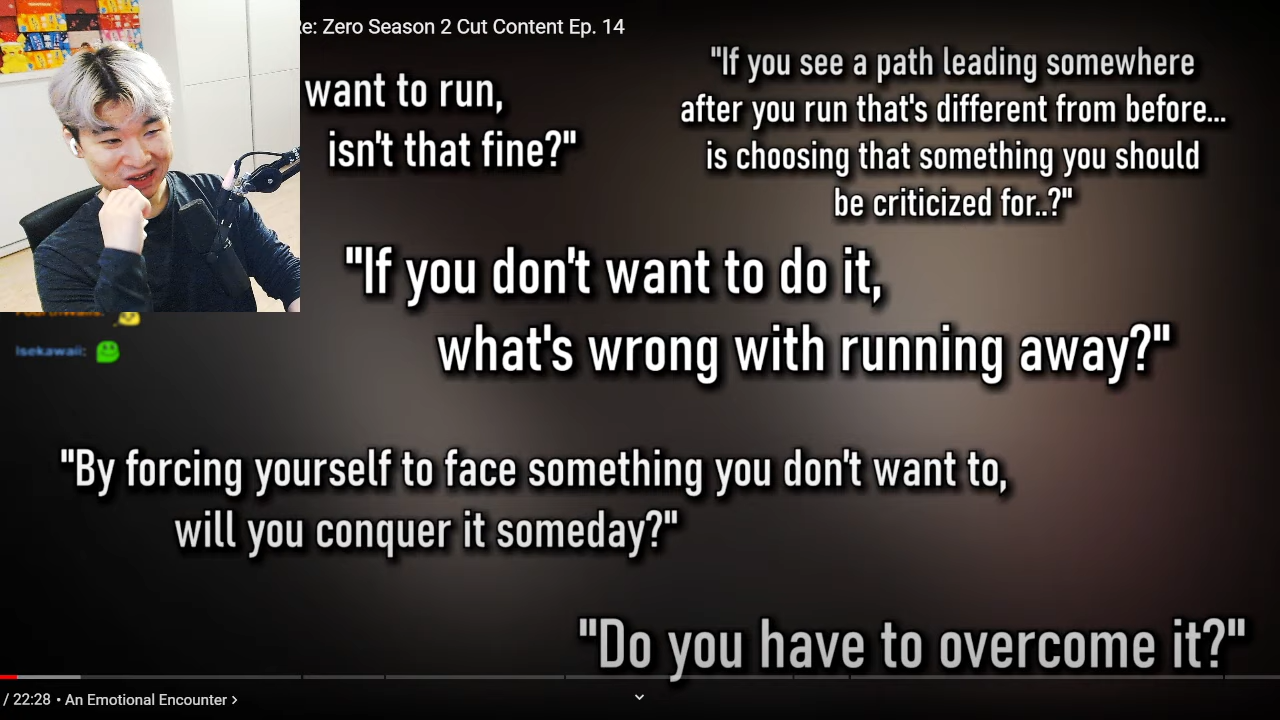 Re: Zero Season 2 Cut Content Ep. 14
want to run,
isn't that fine?"
"If you see a path leading somewhere
after you run that's different from before...
is choosing that something you should
be criticized for..?"
"If you don't want to do it,
what's wrong with running away?"
Isekawaii:
"By forcing yourself to face something you don't want to,
will you conquer it someday?"
"Do you have to overcome it?"
/ 22:28 • An Emotional Encounter >